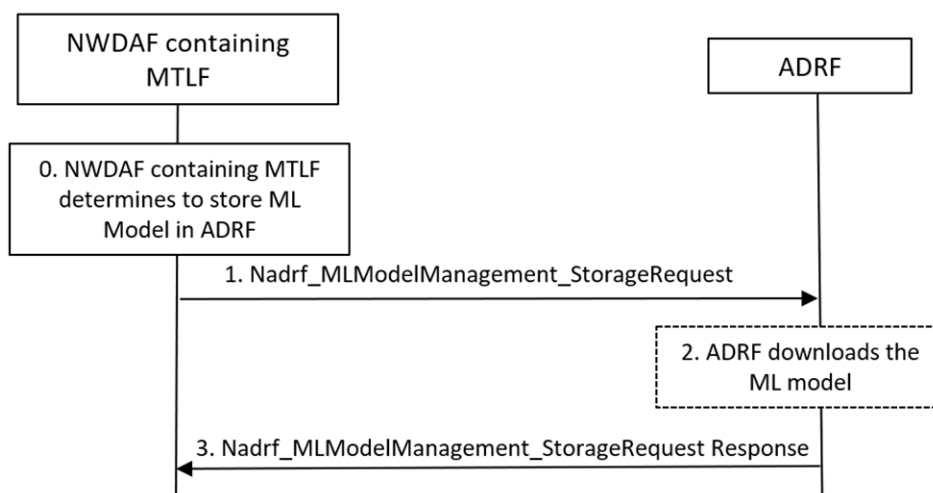 NWDAF containing
MTLF
ADRF
0. NWDAF containing MTLF
determines to store ML
Model in ADRF
1. Nadrf_MLModelManagement_StorageRequest
2. ADRF downloads the
ML model
3. Nadrf_MLModelManagement_StorageRequest Response